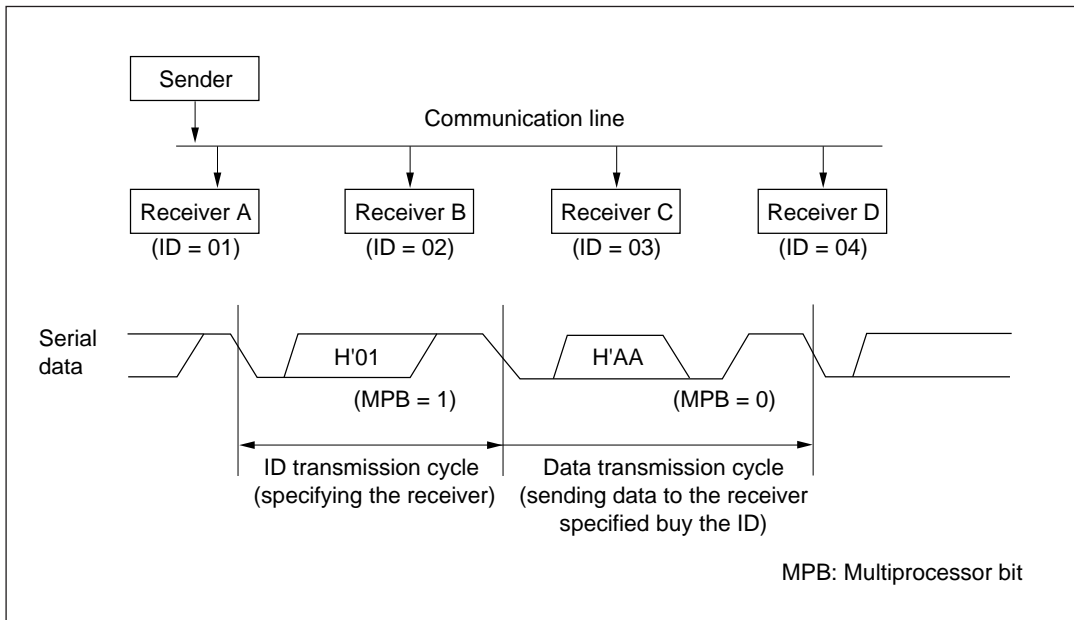 Sender
Communication line
Receiver A
Receiver B
Receiver C
Receiver D
(ID = 01)
(ID = 02)
(ID = 03)
(ID = 04)
Serial
data
H'01
H'AA
(MPB = 1)
(MPB = 0)
ID transmission cycle
(specifying the receiver)
Data transmission cycle
(sending data to the receiver
specified buy the ID)
MPB: Multiprocessor bit